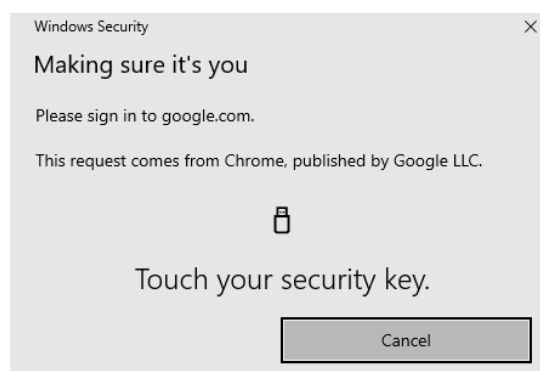 Windows Security
Making sure it's you
Please sign in to google.com.
This request comes from Chrome, published by Google LLC.
Touch your security key.
Cancel